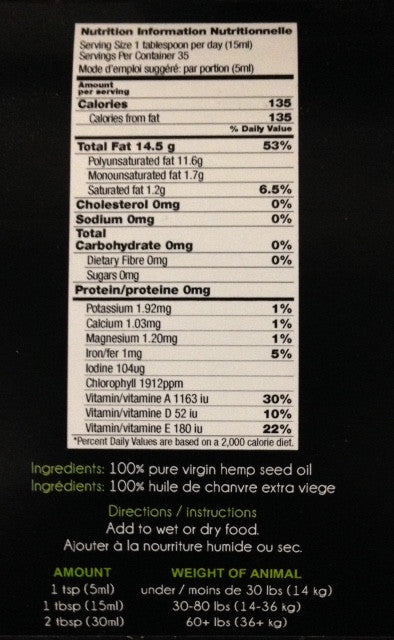 Nutrition Information Nutritionnelle
Serving Size 1 tablespoon per day (15ml)
Servings Per Container 35
Mode d'emploi suggéré: par portion (5ml)
Amount
per serving
Calories 135
Calories from fat 135
% Daily Value
Total Fat 14.5 g 53%
Polyunsaturated fat 11.6g
Monounsaturated fat 1.7g
Saturated fat 1.2g 6.5%
Cholesterol 0mg 0%
Sodium 0mg 0%
Total
Carbohydrate 0mg 0%
Dietary Fibre 0mg 0%
Sugars 0mg
Protein/proteine 0mg
Potassium 1.92mg 1%
Calcium 1.03mg 1%
Magnesium 1.20mg 1%
Iron/fer 1mg 5%
Iodine 104ug
Chlorophyll 1912ppm
Vitamin/vitamine A 1163 iu 30%
Vitamin/vitamine D 52 iu 10%
Vitamin/vitamine E 180 iu 22%
*Percent Daily Values are based on a 2,000 calorie diet.
Ingredients: 100% pure virgin hemp seed oil
Ingrédients: 100% huile de chanvre extra viege
Directions / instructions
Add to wet or dry food.
Ajouter à la nourriture humide ou sec.
AMOUNT WEIGHT OF ANIMAL
1 tsp (5ml) under / moins de 30 lbs (14 kg)
1 tbsp (15ml) 30-80 lbs (14-36 kg)
2 tbsp (30ml) 60+ lbs (36+ kg)